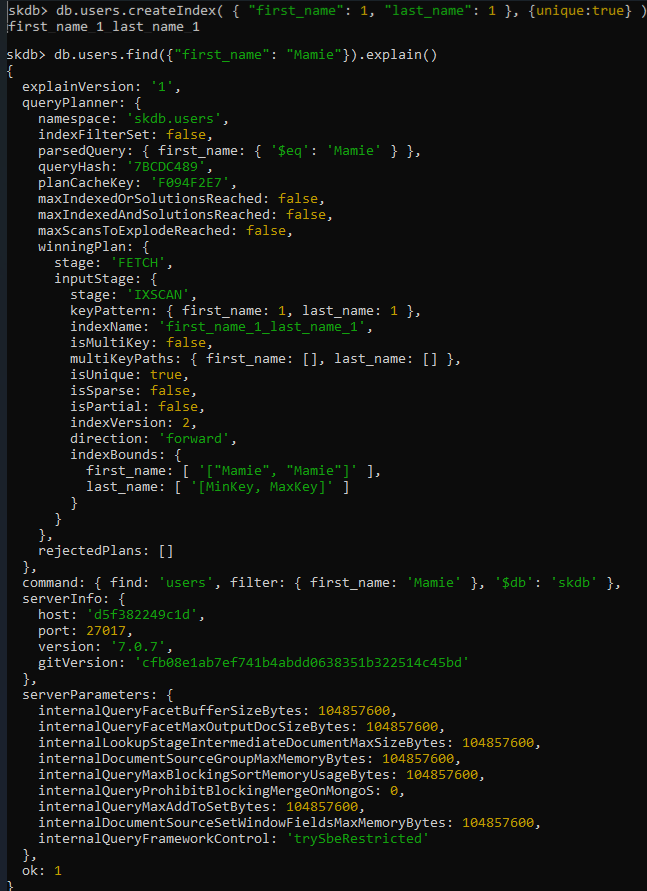 skdb> db.users.createIndex( { "first_name": 1, "last_name": 1 }, {unique:true} )
first_name_1_last_name_1
skdb> db.users.find({"first_name": "Mamie"}).explain()
{
  explainVersion: '1',
  queryPlanner: {
    namespace: 'skdb.users',
    indexFilterSet: false,
    parsedQuery: { first_name: { '$eq': 'Mamie' } },
    queryHash: '7BCDC489',
    planCacheKey: 'F094F2E7',
    maxIndexedOrSolutionsReached: false,
    maxIndexedAndSolutionsReached: false,
    maxScansToExplodeReached: false,
    winningPlan: {
      stage: 'FETCH',
      inputStage: {
        stage: 'IXSCAN',
        keyPattern: { first_name: 1, last_name: 1 },
        indexName: 'first_name_1_last_name_1',
        isMultiKey: false,
        multiKeyPaths: { first_name: [], last_name: [] },
        isUnique: true,
        isSparse: false,
        isPartial: false,
        indexVersion: 2,
        direction: 'forward',
        indexBounds: {
          first_name: [ '["Mamie", "Mamie"]' ],
          last_name: [ '[MinKey, MaxKey]' ]
        }
      }
    },
    rejectedPlans: []
  },
  command: { find: 'users', filter: { first_name: 'Mamie' }, '$db': 'skdb' },
  serverInfo: {
    host: 'd5f382249c1d',
    port: 27017,
    version: '7.0.7',
    gitVersion: 'cfb08e1ab7ef741b4abdd0638351b322514c45bd'
  },
  serverParameters: {
    internalQueryFacetBufferSizeBytes: 104857600,
    internalQueryFacetMaxOutputDocSizeBytes: 104857600,
    internalLookupStageIntermediateDocumentMaxSizeBytes: 104857600,
    internalDocumentSourceGroupMaxMemoryBytes: 104857600,
    internalQueryMaxBlockingSortMemoryUsageBytes: 104857600,
    internalQueryProhibitBlockingMergeOnMongoS: 0,
    internalQueryMaxAddToSetBytes: 104857600,
    internalDocumentSourceSetWindowFieldsMaxMemoryBytes: 104857600,
    internalQueryFrameworkControl: 'trySbeRestricted'
  },
  ok: 1
}